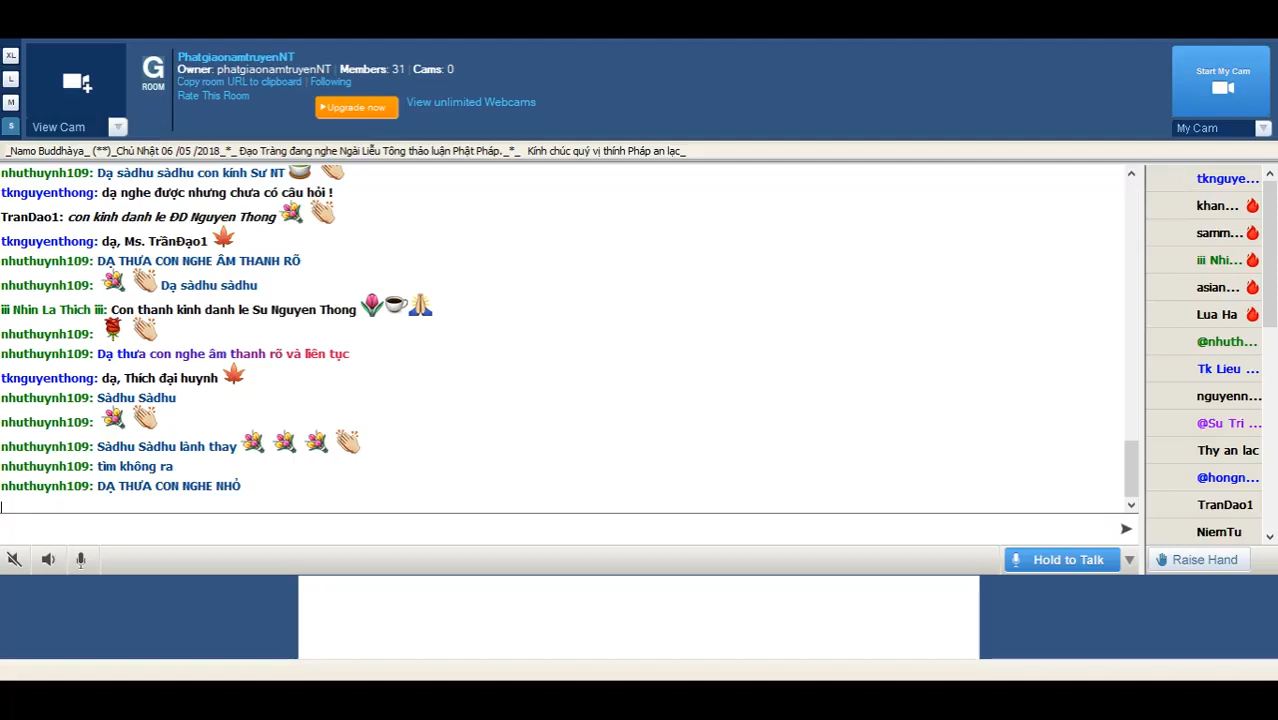 XL
L
M
S
View Cam
G
ROOM
PhatgiaonamtruyenNT
Owner: phatgiaonamtruyenNT | Members: 31 | Cams: 0
Copy room URL to clipboard | Following
Rate This Room
Upgrade now
View unlimited Webcams
Start My Cam
My Cam
_Namo Buddhàya_ (**)_Chủ Nhật 06 /05 /2018_*_ Đạo Tràng đang nghe Ngài Liễu Tông thảo luận Phật Pháp._*_ Kính chúc quý vị thính Pháp an lạc_
nhuthuynh109: Dạ sàdhu sàdhu con kính Sư NT
tknguyenthong: dạ nghe được nhưng chưa có câu hỏi !
TranDao1: con kinh danh le ĐD Nguyen Thong
tknguyenthong: dạ, Ms. TrầnĐạo1
nhuthuynh109: DẠ THƯA CON NGHE ÂM THANH RÕ
nhuthuynh109: Dạ sàdhu sàdhu
iii Nhin La Thich iii: Con thanh kinh danh le Su Nguyen Thong
nhuthuynh109:
nhuthuynh109: Dạ thưa con nghe âm thanh rõ và liên tục
tknguyenthong: dạ, Thích đại huynh
nhuthuynh109: Sàdhu Sàdhu
nhuthuynh109:
nhuthuynh109: Sàdhu Sàdhu lành thay
nhuthuynh109: tìm không ra
nhuthuynh109: DẠ THƯA CON NGHE NHỎ
tknguye...
khan...
samm...
iii Nhi...
asian...
Lua Ha
@nhuth...
Tk Lieu ...
nguyenn...
@Su Tri ...
Thy an lac
@hongn...
TranDao1
NiemTu
Hold to Talk
Raise Hand